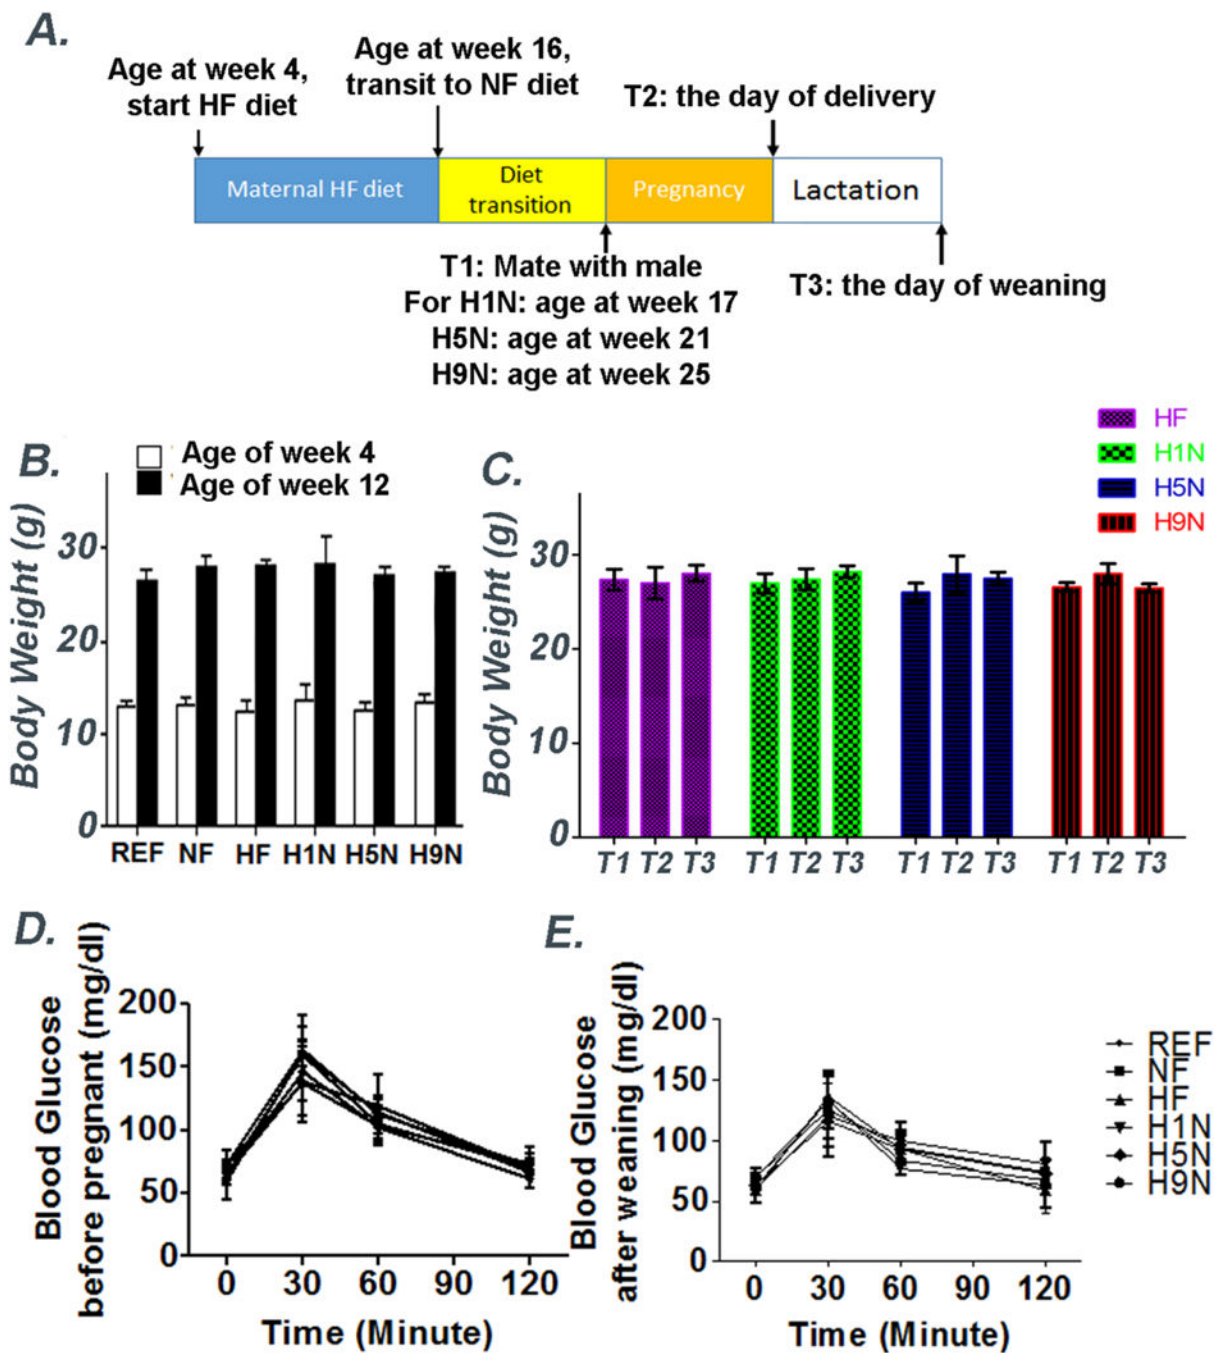 A.
Age at week 4,
start HF diet
Age at week 16,
transit to NF diet
T2: the day of delivery
Maternal HF diet
Diet
transition
Pregnancy
Lactation
T1: Mate with male
For H1N: age at week 17
H5N: age at week 21
H9N: age at week 25
T3: the day of weaning
B.
Age of week 4
Age of week 12
Body Weight (g)
30
20
10
0
REF NF HF H1N H5N H9N
C.
HF
H1N
H5N
H9N
Body Weight (g)
30
20
10
0
T1 T2 T3 T1 T2 T3 T1 T2 T3 T1 T2 T3
D.
Blood Glucose
before pregnant (mg/dl)
200
150
100
50
0
0 30 60 90 120
Time (Minute)
E.
Blood Glucose
after weaning (mg/dl)
200
150
100
50
0
0 30 60 90 120
Time (Minute)
REF
NF
HF
H1N
H5N
H9N